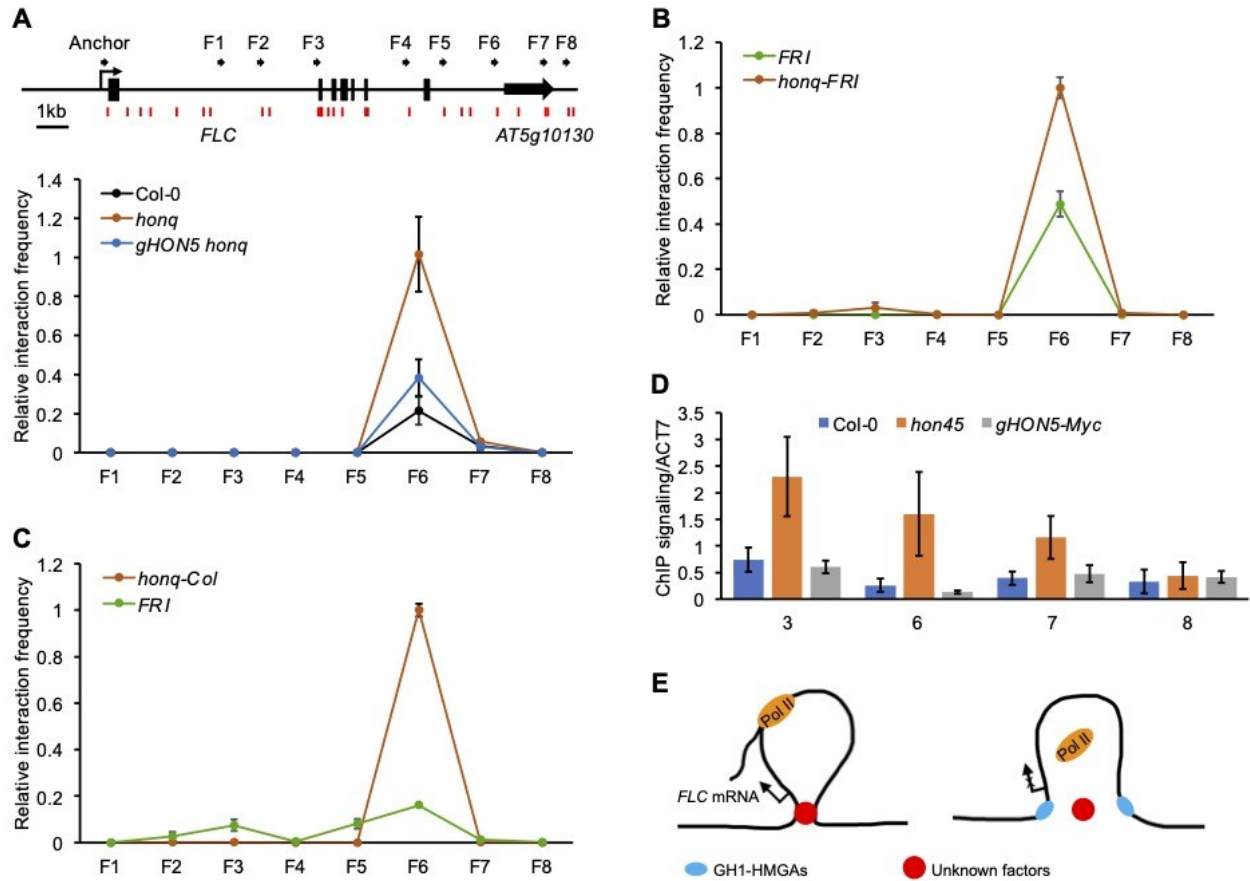 A
Anchor F1 F2 F3 F4 F5 F6 F7 F8
1kb
FLC AT5g10130
Relative interaction frequency
1.4
1.2
1
0.8
0.6
0.4
0.2
0
Col-0
honq
gHON5 honq
F1 F2 F3 F4 F5 F6 F7 F8
B
Relative interaction frequency
1.2
1
0.8
0.6
0.4
0.2
0
FRI
honq-FRI
F1 F2 F3 F4 F5 F6 F7 F8
C
Relative interaction frequency
1.2
1
0.8
0.6
0.4
0.2
0
honq-Col
FRI
F1 F2 F3 F4 F5 F6 F7 F8
D
ChIP signaling/ACT7
3.5
3
2.5
2
1.5
1
0.5
0
Col-0 hon45 gHON5-Myc
3 6 7 8
E
Pol II
FLC mRNA
Pol II
GH1-HMGAs Unknown factors